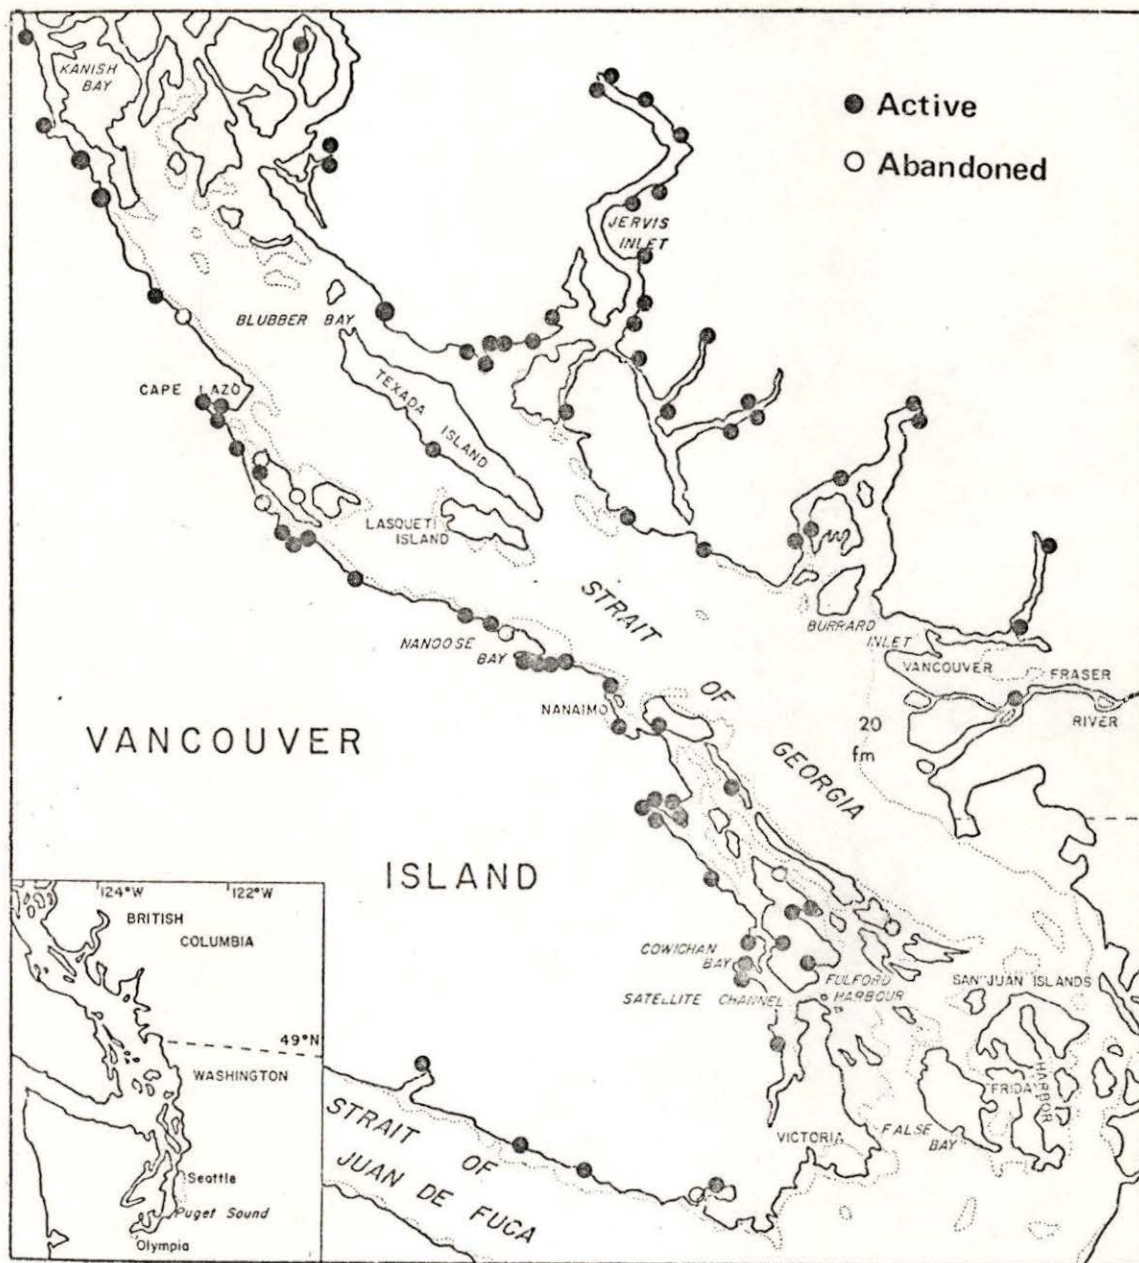 KANISH
BAY
Active
Abandoned
JERVIS
INLET
BLUBBER BAY
CAPE LAZO
TEXADA
ISLAND
LASQUETI
ISLAND
STRAIT
OF
GEORGIA
NANOOSE
BAY
BURRARD
INLET
VANCOUVER
FRASER
RIVER
NANAIMO
20
fm
VANCOUVER
ISLAND
COWICHAN
BAY
SATELLITE CHANNEL
FULFORD
HARBOUR
SAN JUAN ISLANDS
FRIDAY
HARBOR
FALSE
BAY
VICTORIA
STRAIT OF
JUAN DE FUCA
124°W
122°W
BRITISH
COLUMBIA
49°N
WASHINGTON
Seattle
Puget Sound
Olympia